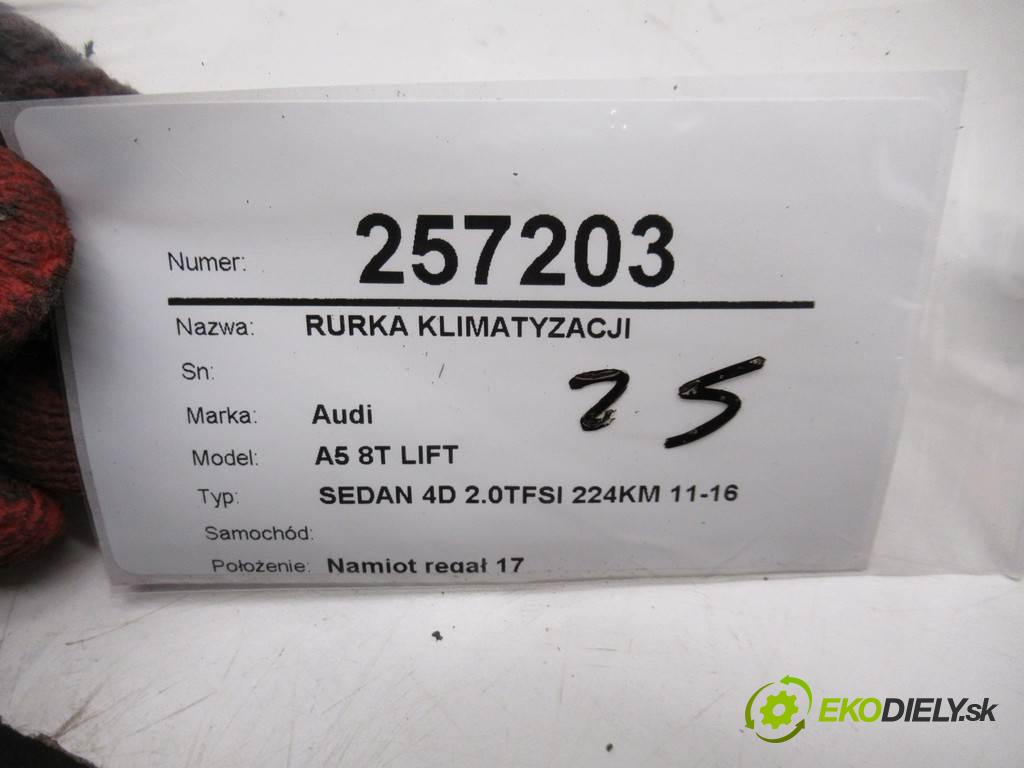 Numer: 257203
Nazwa: RURKA KLIMATYZACJI
Sn:
25
Marka: Audi
Model: A5 8T LIFT
Typ: SEDAN 4D 2.0TFSI 224KM 11-16
Samochód:
Położenie: Namiot regał 17
EKODIELY.sk